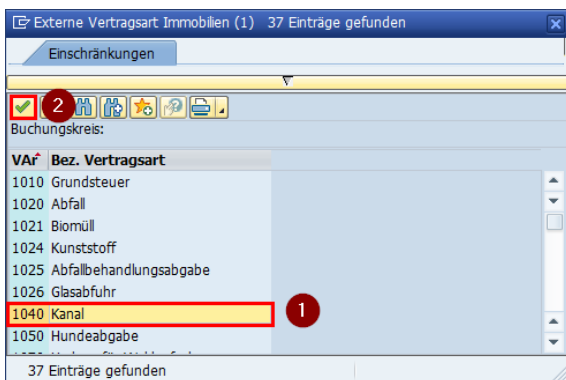 Externe Vertragsart Immobilien (1) 37 Einträge gefunden
Einschränkungen
2
Buchungskreis:
VAr Bez. Vertragsart
1010 Grundsteuer
1020 Abfall
1021 Biomüll
1024 Kunststoff
1025 Abfallbehandlungsabgabe
1026 Glasabfuhr
1040 Kanal
1
1050 Hundeabgabe
37 Einträge gefunden